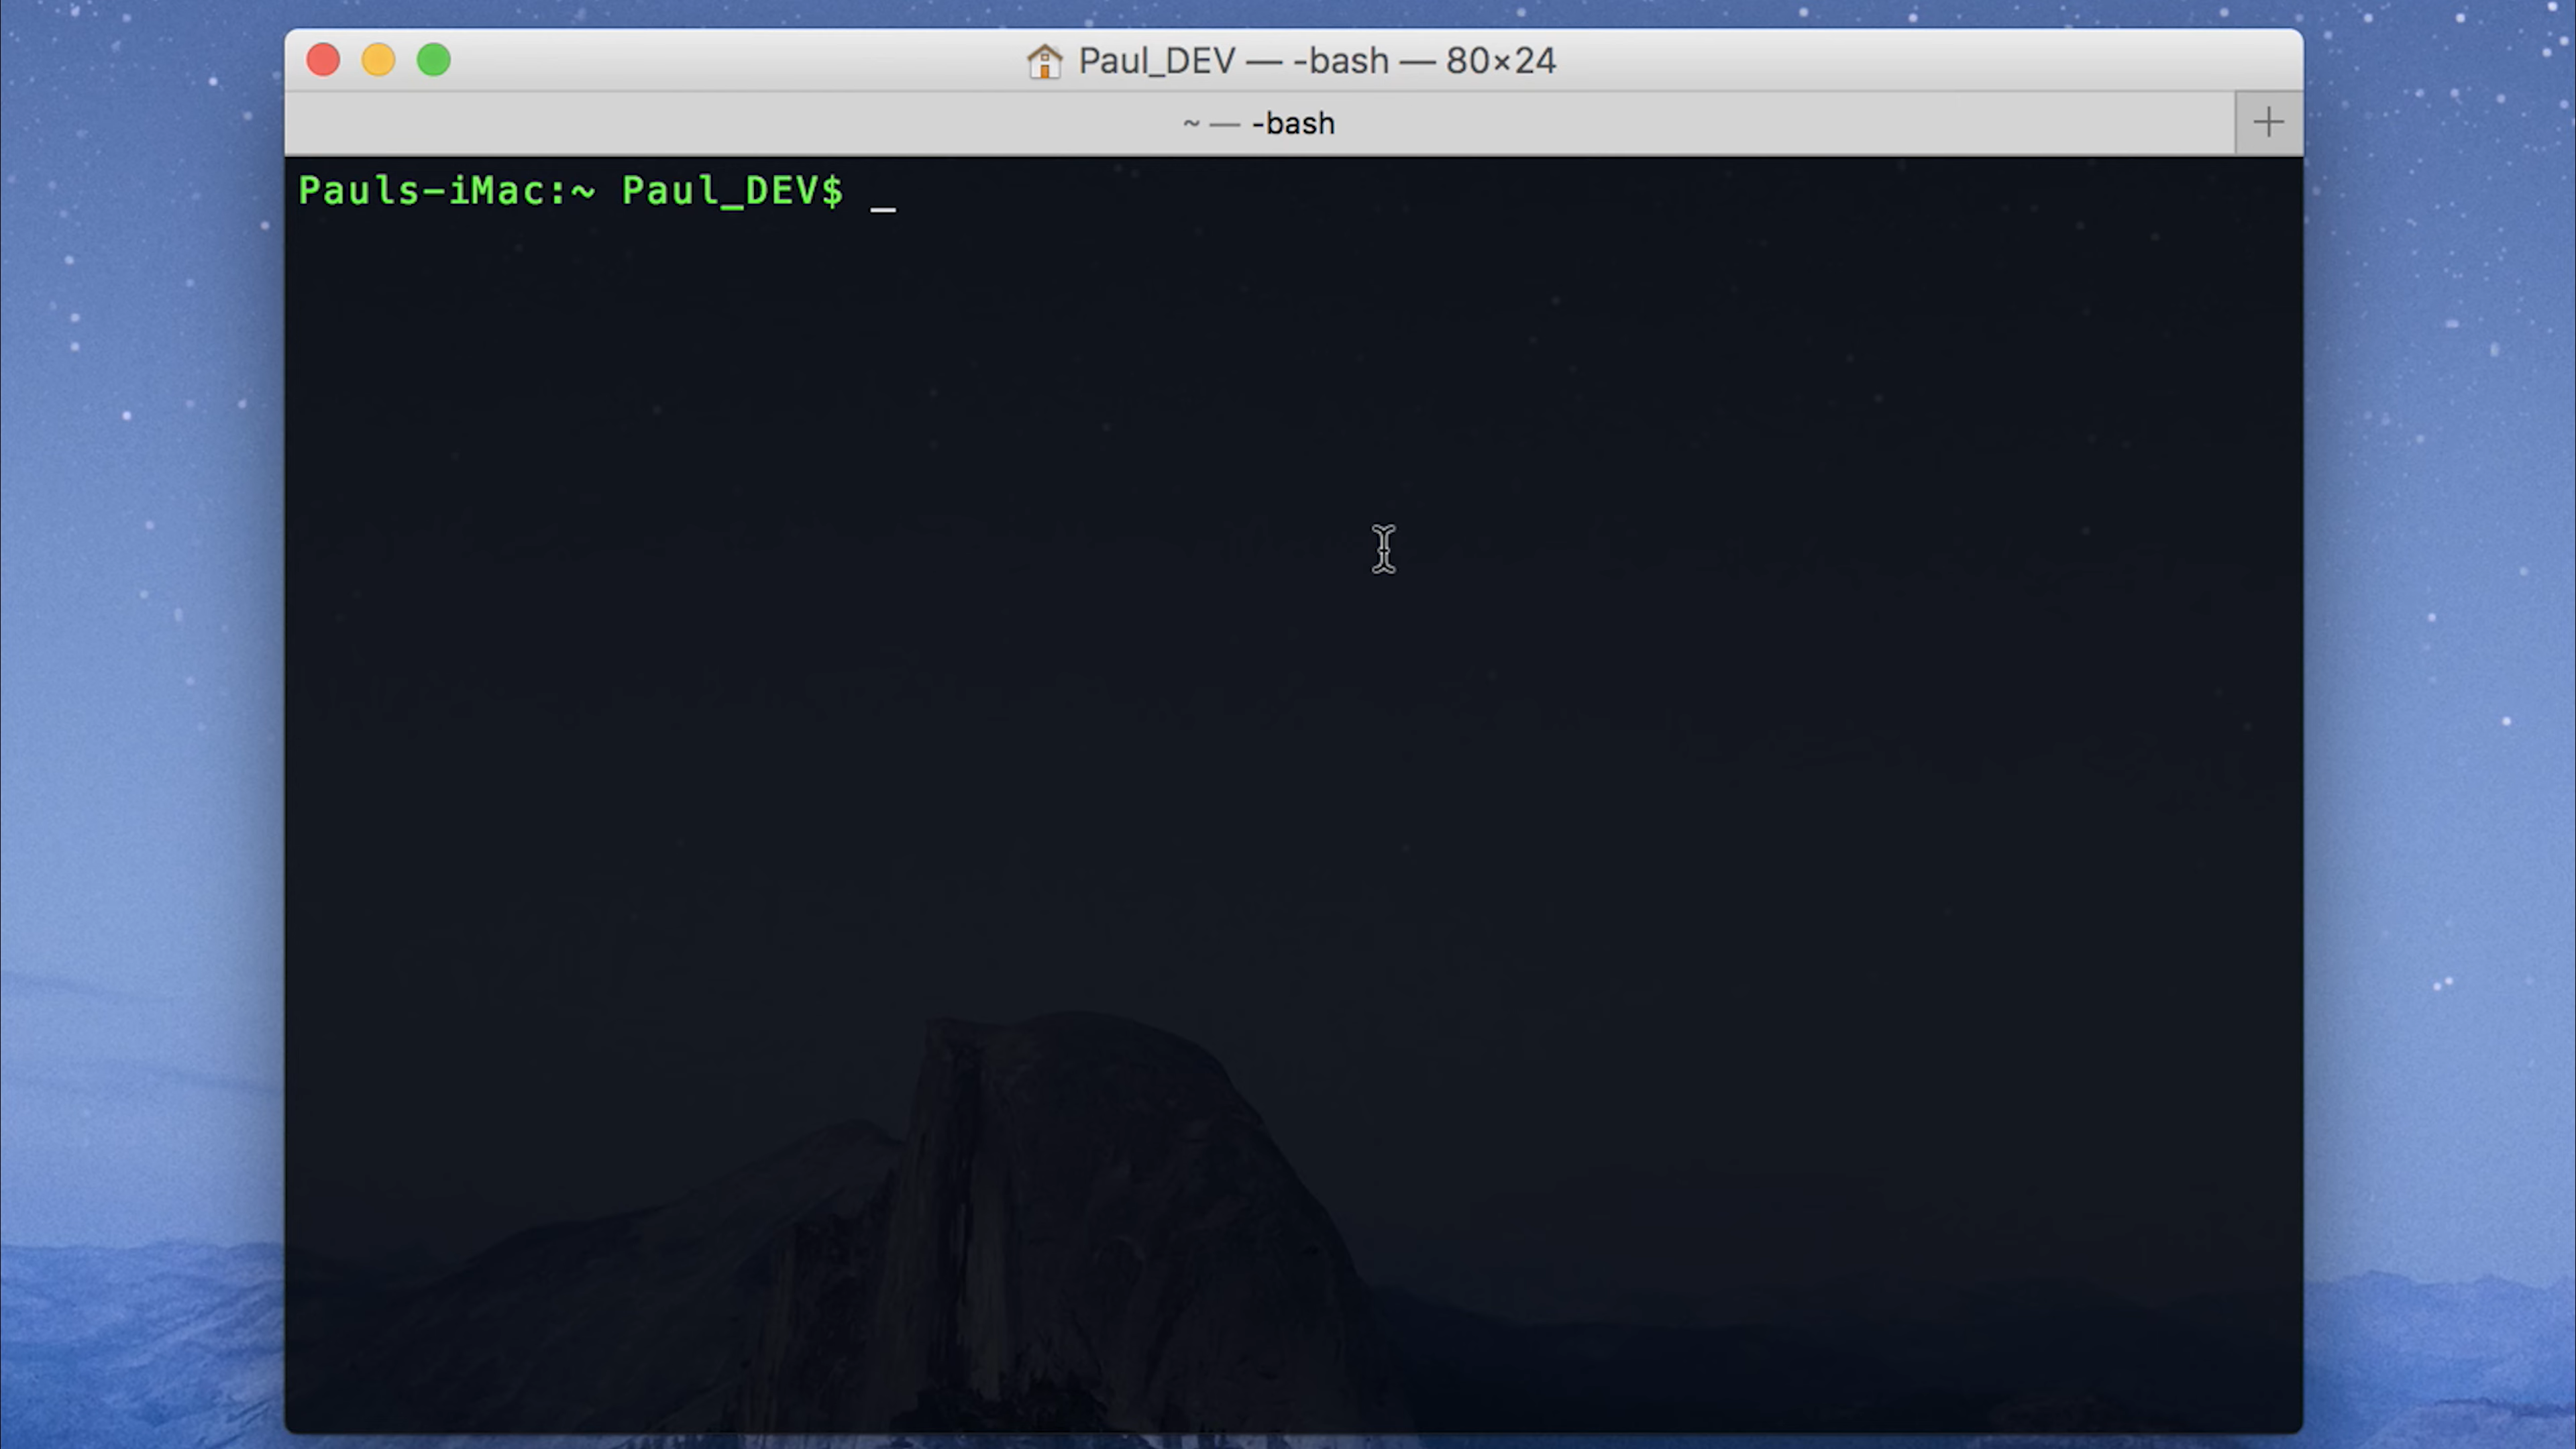 Paul_DEV — -bash — 80×24
~ — -bash
Pauls-iMac:~ Paul_DEV$ _